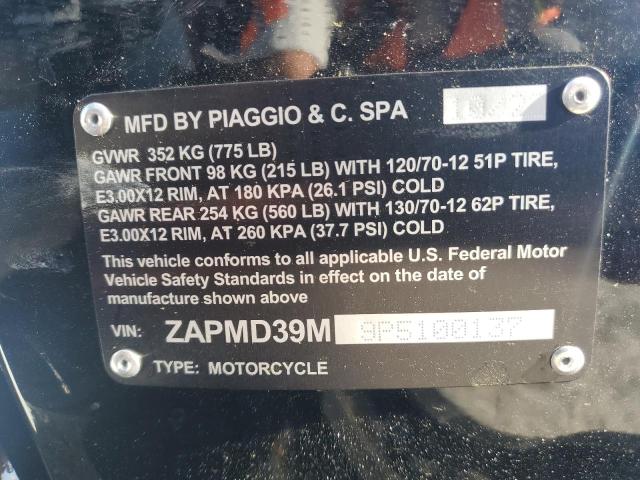 MFD BY PIAGGIO & C. SPA
GVWR 352 KG (775 LB)
GAWR FRONT 98 KG (215 LB) WITH 120/70-12 51P TIRE,
E3.00X12 RIM, AT 180 KPA (26.1 PSI) COLD
GAWR REAR 254 KG (560 LB) WITH 130/70-12 62P TIRE,
E3.00X12 RIM, AT 260 KPA (37.7 PSI) COLD
This vehicle conforms to all applicable U.S. Federal Motor
Vehicle Safety Standards in effect on the date of
manufacture shown above
VIN: ZAPMD39M 9P5100127
TYPE: MOTORCYCLE